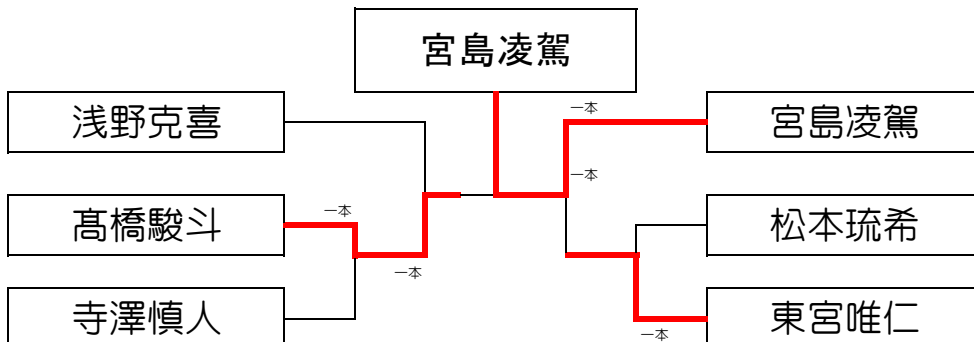 宮島凌駕
浅野克喜
一本
宮島凌駕
一本
髙橋駿斗
一本
松本琉希
一本
寺澤慎人
一本
東宮唯仁